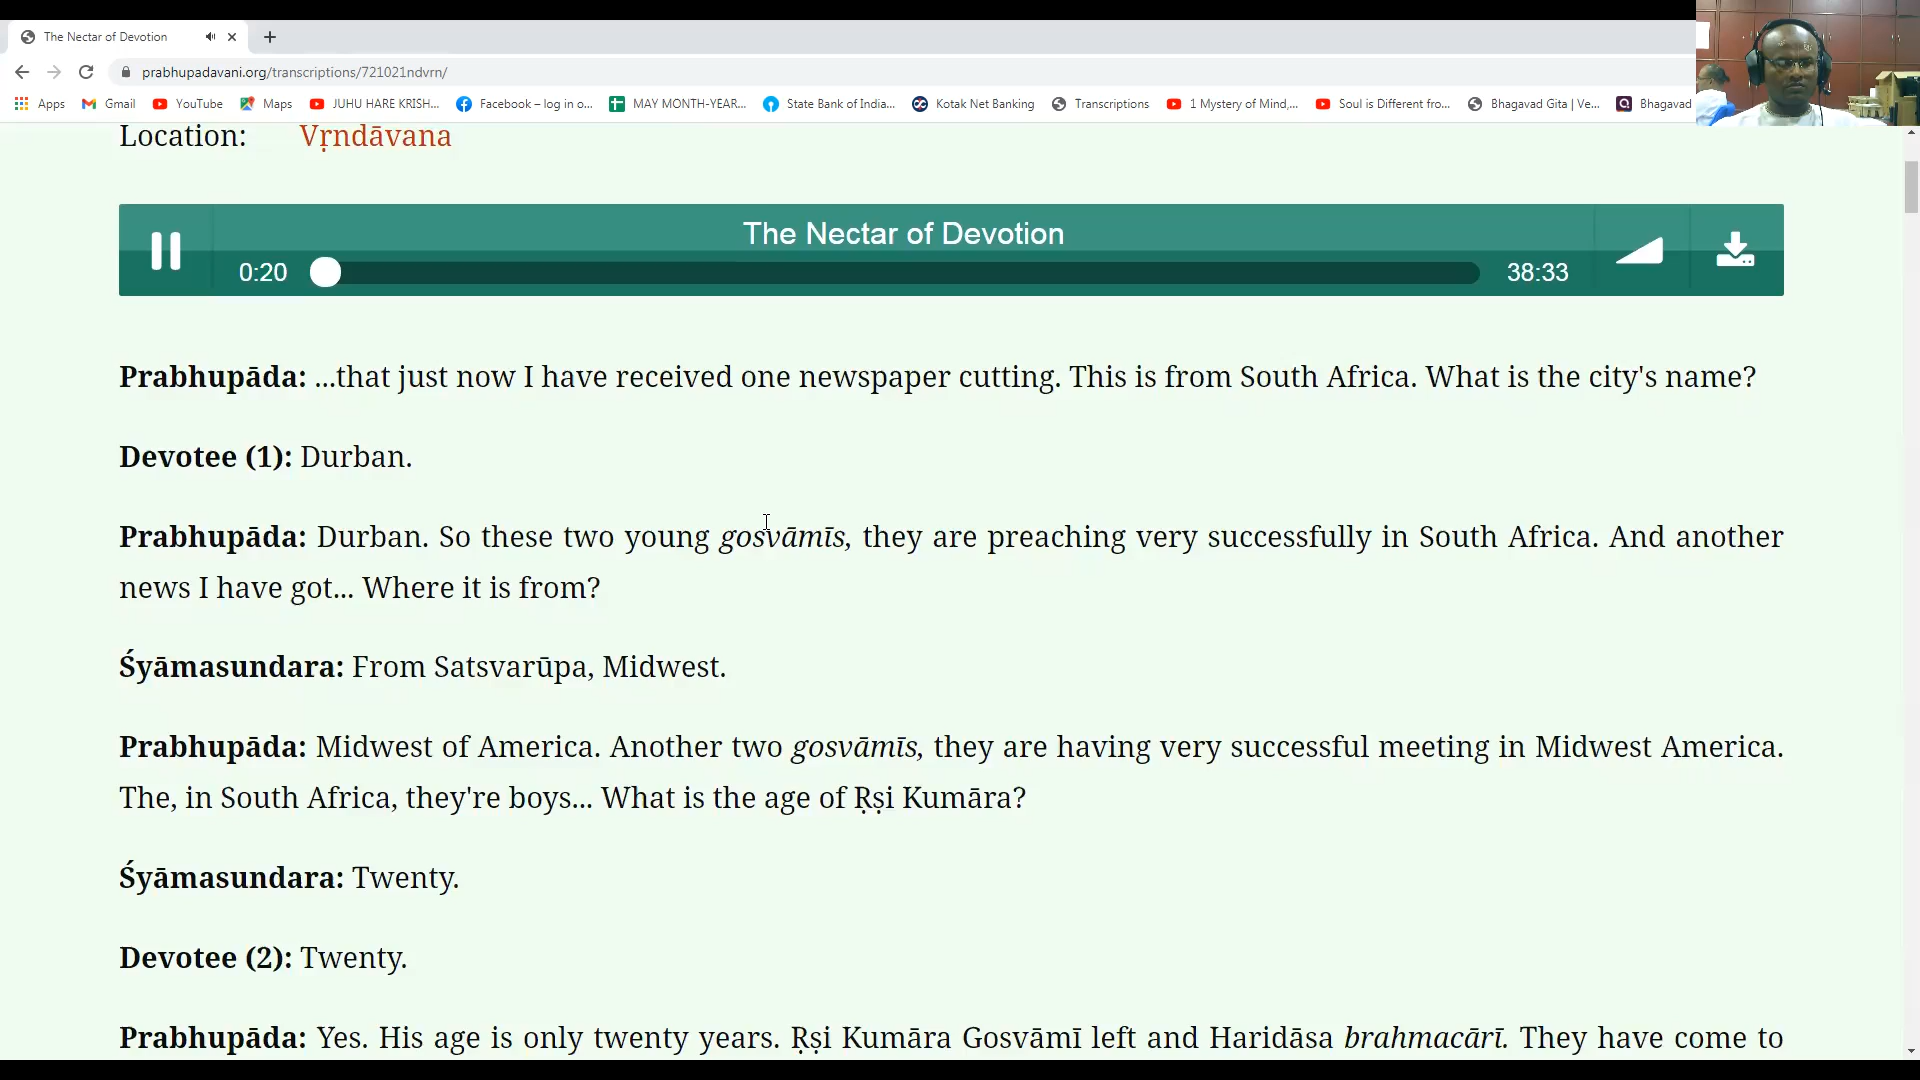 The Nectar of Devotion
prabhupadavani.org/transcriptions/721021ndvrn/
Apps Gmail YouTube Maps JUHU HARE KRISH... Facebook – log in o... MAY MONTH-YEAR... State Bank of Indi... Kotak Net Banking Transcriptions 1 Mystery of Mind,... Soul is Different fro... Bhagavad Gita | Ve... Bhagavad
Location: Vṛndāvana
The Nectar of Devotion
0:20 38:33
Prabhupāda: ...that just now I have received one newspaper cutting. This is from South Africa. What is the city's name?
Devotee (1): Durban.
Prabhupāda: Durban. So these two young gosvāmīs, they are preaching very successfully in South Africa. And another
news I have got... Where it is from?
Śyāmasundara: From Satsvarūpa, Midwest.
Prabhupāda: Midwest of America. Another two gosvāmīs, they are having very successful meeting in Midwest America.
The, in South Africa, they're boys... What is the age of Ṛṣi Kumāra?
Śyāmasundara: Twenty.
Devotee (2): Twenty.
Prabhupāda: Yes. His age is only twenty years. Ṛṣi Kumāra Gosvāmī left and Haridāsa brahmacārī. They have come to